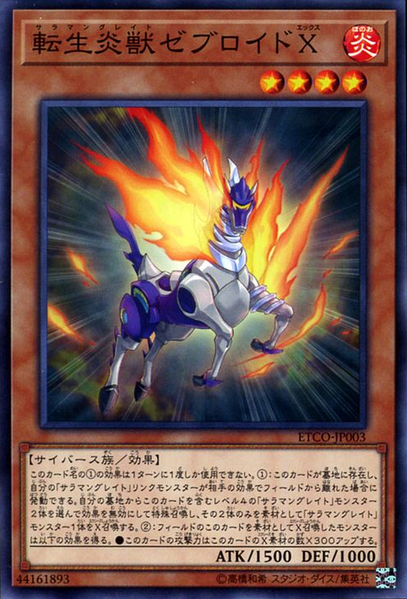 サラマングレイト エックス
転生炎獣ゼブロイドX
ほのお
炎
ETCO-JP003
【サイバース族/効果】
このカード名の①の効果は1ターンに1度しか使用できない。①:このカードが墓地に存在し、
自分の「サラマングレイト」リンクモンスターが相手の効果でフィールドから離れた場合に
発動できる。自分の墓地からこのカードを含むレベル4の「サラマングレイト」モンスター
2体を選んで効果を無効にして特殊召喚し、その2体のみを素材として「サラマングレイト」
モンスター1体をX召喚する。②:フィールドのこのカードを素材としてX召喚したモンスター
は以下の効果を得る。●このカードの攻撃力はこのカードのX素材の数×300アップする。
ATK/1500 DEF/1000
44161893 ©高橋和希 スタジオ・ダイス/集英社